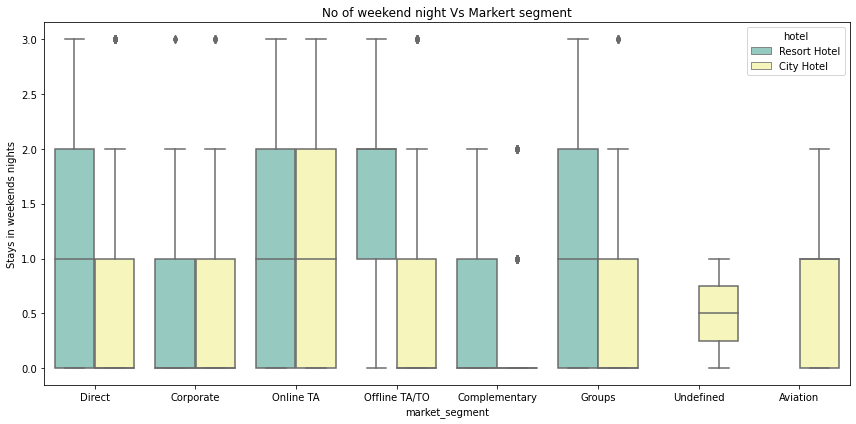 No of weekend night Vs Markert segment
hotel
Resort Hotel
City Hotel
Stays in weekends nights
3.0
2.5
2.0
1.5
1.0
0.5
0.0
Direct Corporate Online TA Offline TA/TO Complementary Groups Undefined Aviation
market_segment